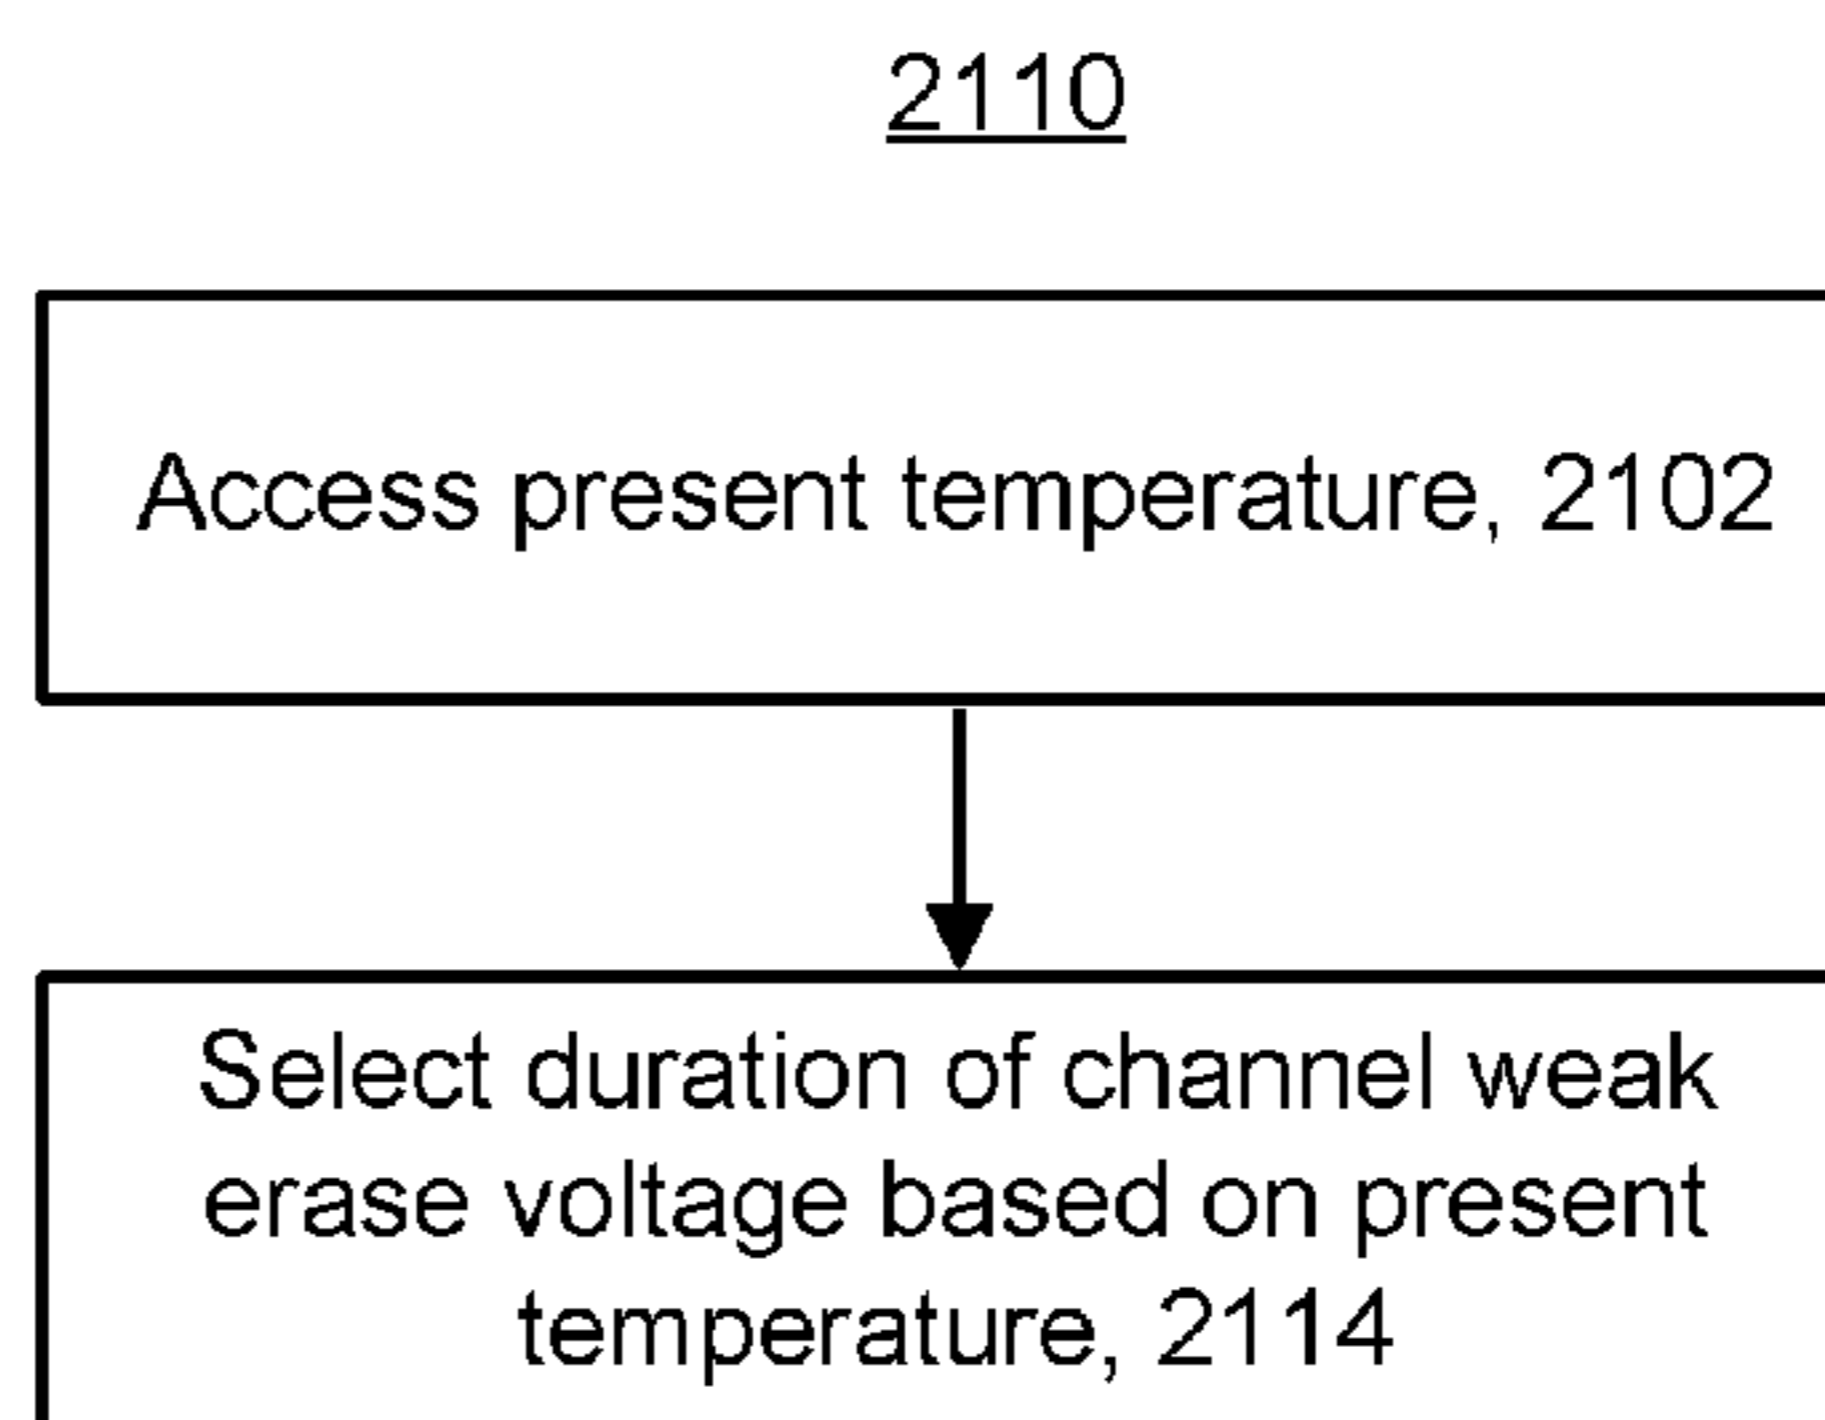 2110
Access present temperature, 2102
Select duration of channel weak
erase voltage based on present
temperature, 2114